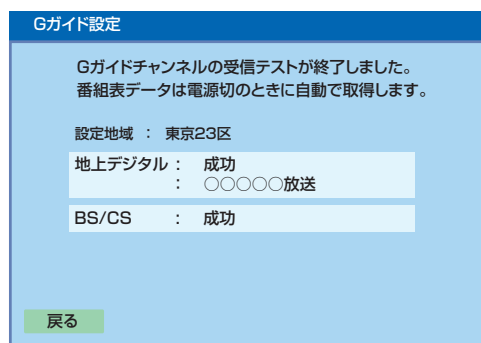 Gガイド設定
Gガイドチャンネルの受信テストが終了しました。
番組表データは電源切のときに自動で取得します。
設定地域 : 東京23区
地上デジタル : 成功
: ○○○○○放送
BS/CS : 成功
戻る